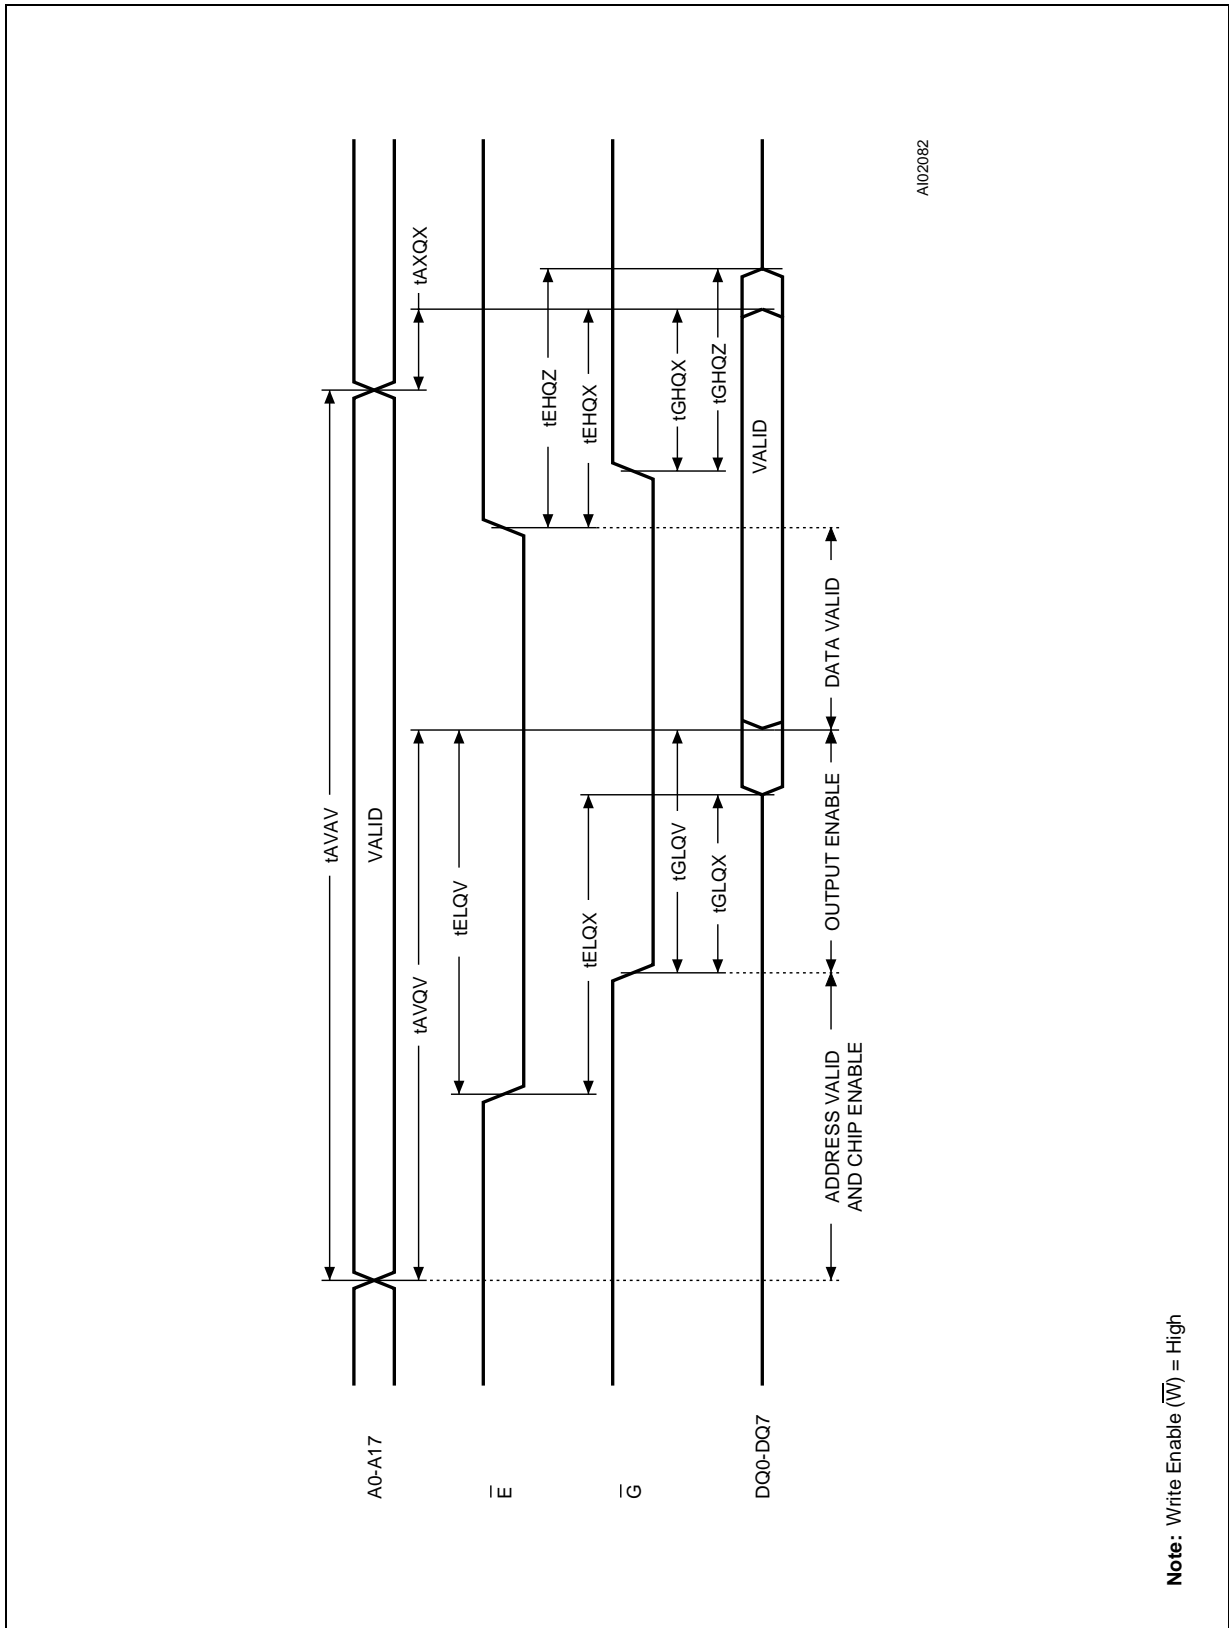 tAVAV
A0-A17
VALID
tAVQV
tAXQX
tELQV
E̅
tEHQZ
tELQX
tEHQX
G̅
tGLQV
tGHQX
tGLQX
tGHQZ
DQ0-DQ7
VALID
ADDRESS VALID
AND CHIP ENABLE
OUTPUT ENABLE
DATA VALID
AI02082
Note: Write Enable (W̅) = High